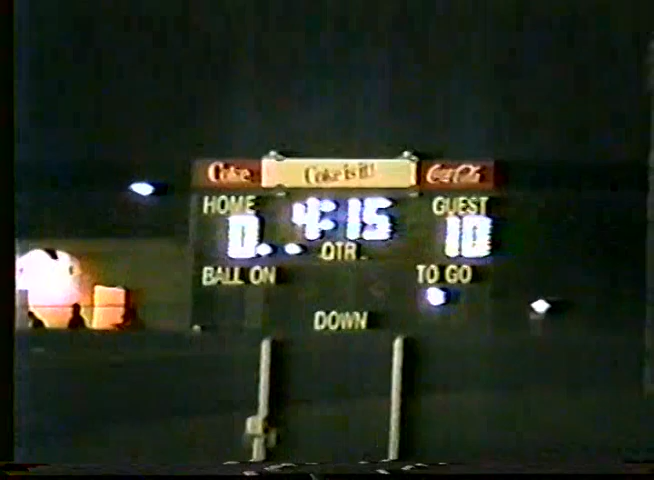 Coke Coke is it! Coca-Cola
HOME 4:15 GUEST
0 QTR. 10
BALL ON TO GO
DOWN